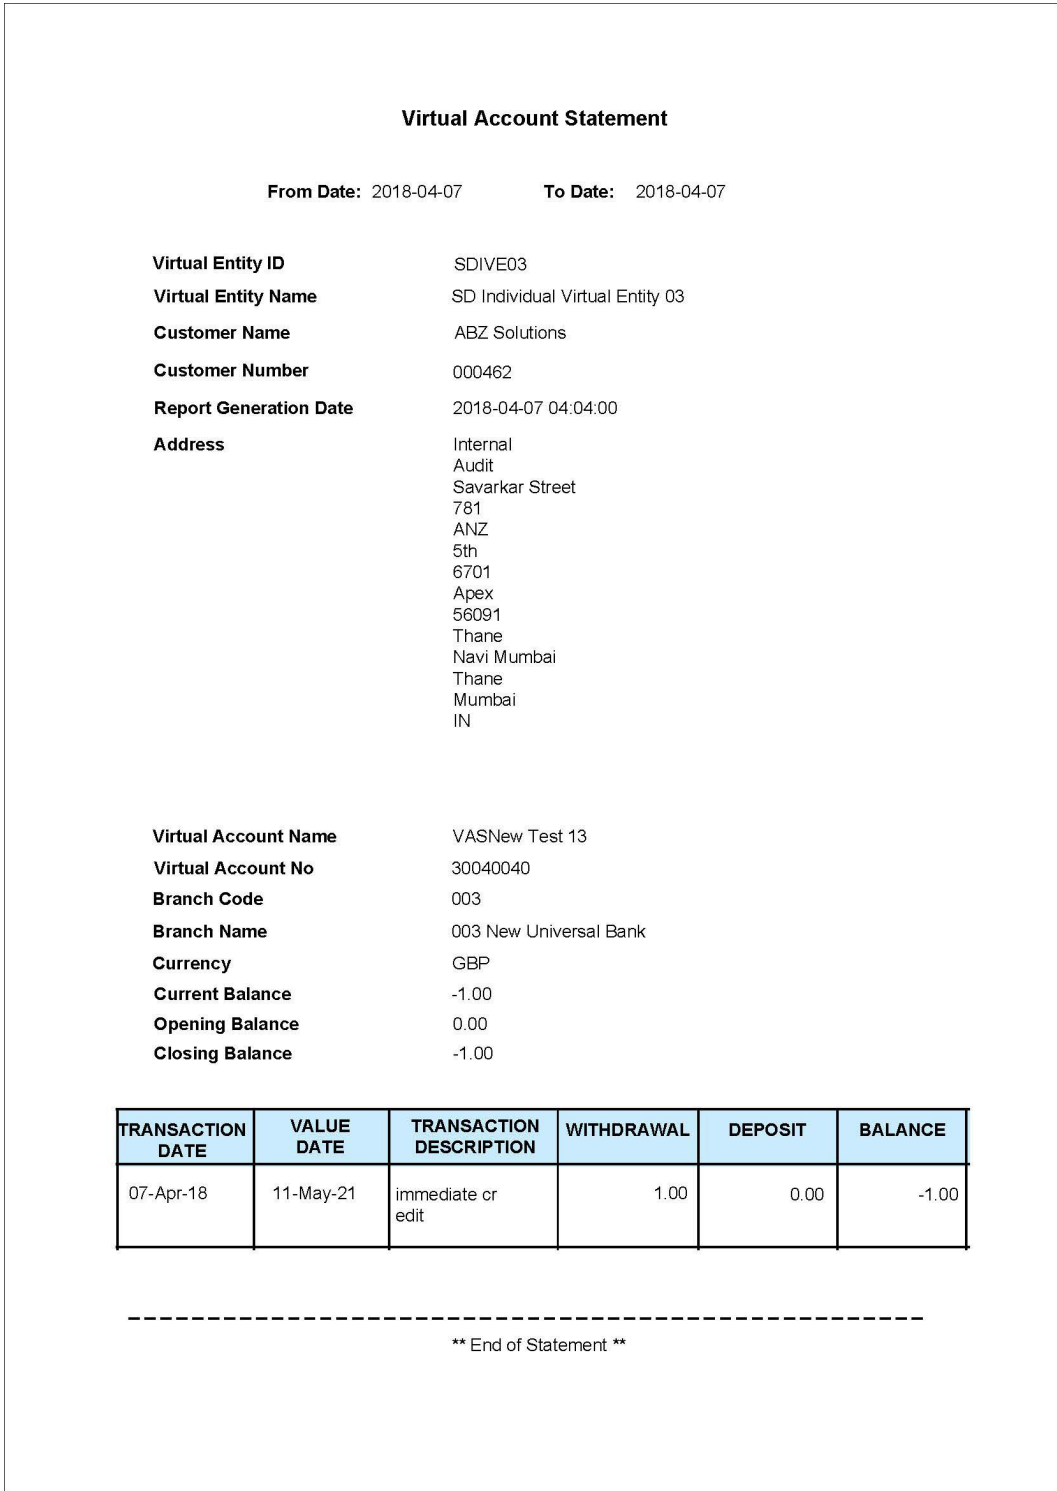 Virtual Account Statement
From Date: 2018-04-07 To Date: 2018-04-07
Virtual Entity ID SDIVE03
Virtual Entity Name SD Individual Virtual Entity 03
Customer Name ABZ Solutions
Customer Number 000462
Report Generation Date 2018-04-07 04:04:00
Address Internal
Audit
Savarkar Street
781
ANZ
5th
6701
Apex
56091
Thane
Navi Mumbai
Thane
Mumbai
IN
Virtual Account Name VASNew Test 13
Virtual Account No 30040040
Branch Code 003
Branch Name 003 New Universal Bank
Currency GBP
Current Balance -1.00
Opening Balance 0.00
Closing Balance -1.00
TRANSACTION DATE VALUE DATE TRANSACTION DESCRIPTION WITHDRAWAL DEPOSIT BALANCE
07-Apr-18 11-May-21 immediate cr 1.00 0.00 -1.00
edit
** End of Statement **